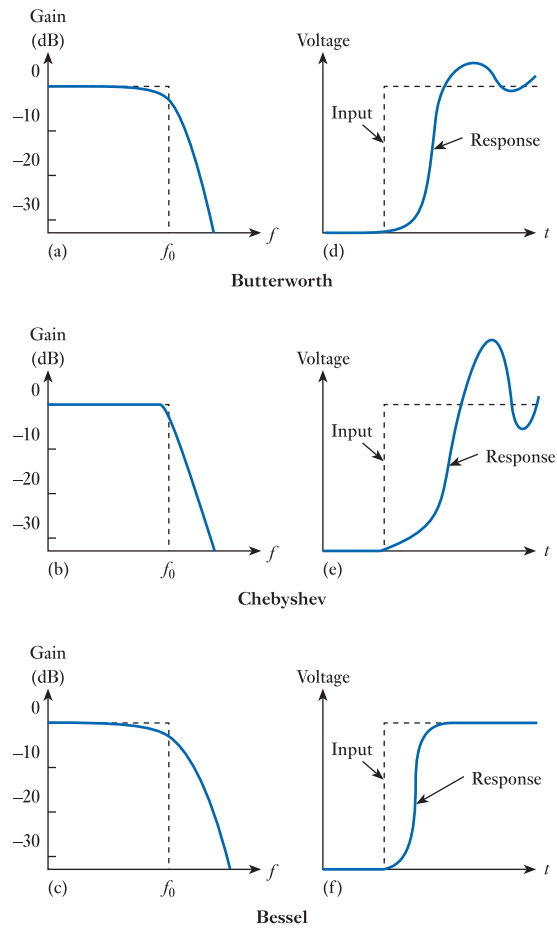 Gain
(dB)
0
–10
–20
–30
f
(a)
f0
Voltage
Input
Response
t
(d)
Butterworth
Gain
(dB)
0
–10
–20
–30
f
(b)
f0
Voltage
Input
Response
t
(e)
Chebyshev
Gain
(dB)
0
–10
–20
–30
f
(c)
f0
Voltage
Input
Response
t
(f)
Bessel